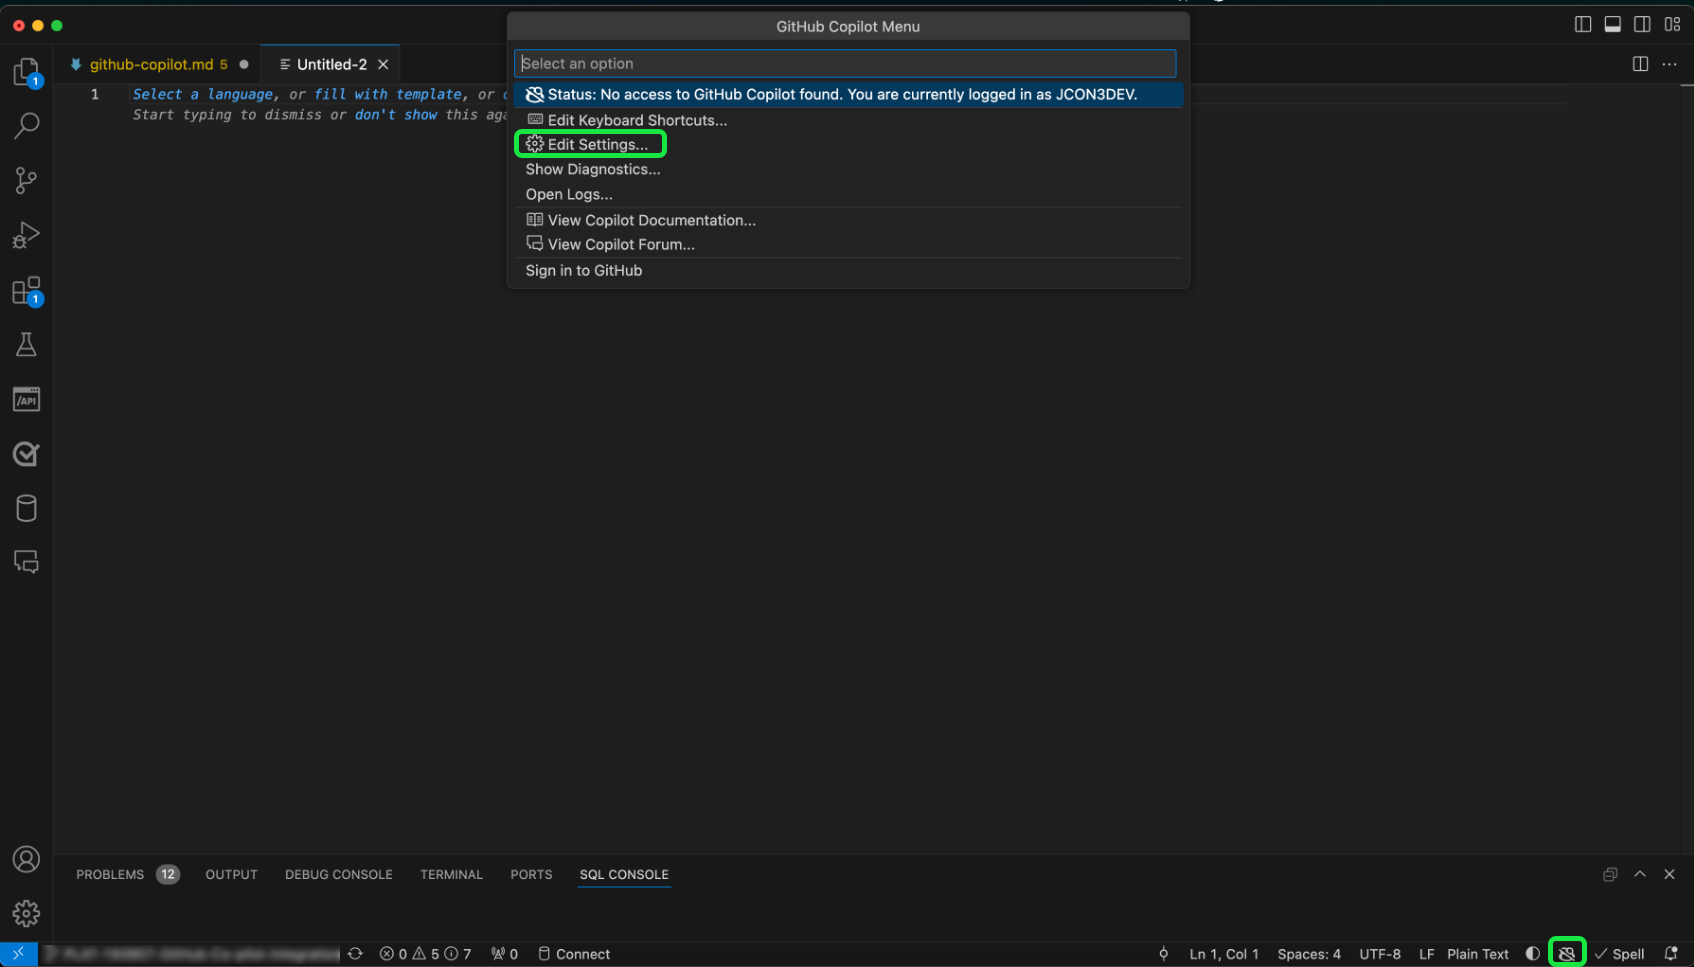 GitHub Copilot Menu
github-copilot.md 5
Untitled-2
Select an option
1 Select a language, or fill with template, or
Start typing to dismiss or don't show this
Status: No access to GitHub Copilot found. You are currently logged in as JCON3DEV.
Edit Keyboard Shortcuts...
Edit Settings...
Show Diagnostics...
Open Logs...
View Copilot Documentation...
View Copilot Forum...
Sign in to GitHub
1
1
/API
PROBLEMS 12 OUTPUT DEBUG CONSOLE TERMINAL PORTS SQL CONSOLE
0 5 7 0 Connect Ln 1, Col 1 Spaces: 4 UTF-8 LF Plain Text Spell